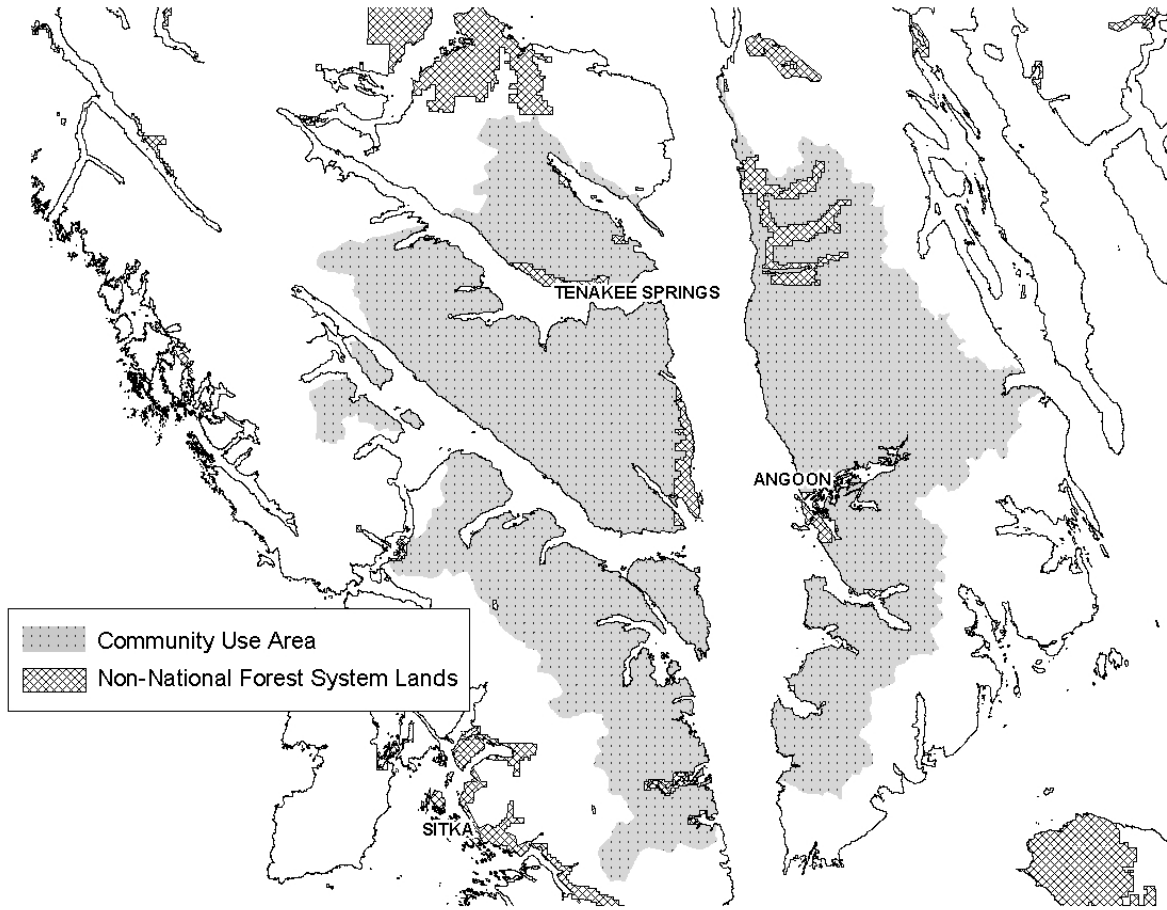 TENAKEE SPRINGS
ANGOON
Community Use Area
Non-National Forest System Lands
SITKA